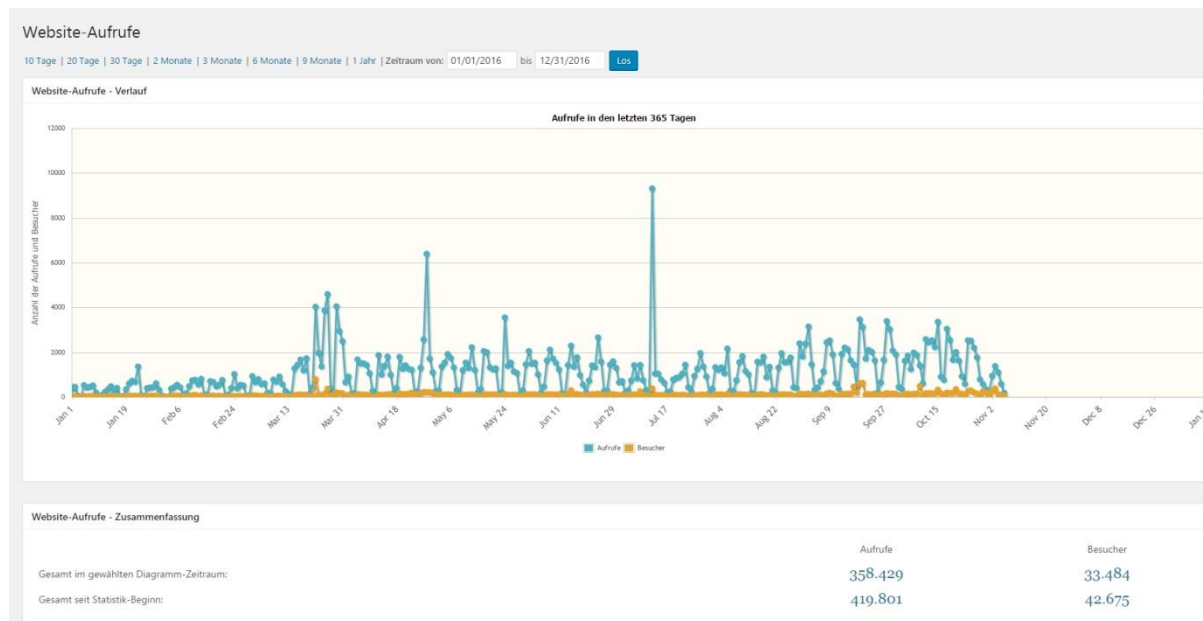 Website-Aufrufe
10 Tage | 20 Tage | 30 Tage | 2 Monate | 3 Monate | 6 Monate | 9 Monate | 1 Jahr | Zeitraum von: 01/01/2016 bis 12/31/2016 Los
Website-Aufrufe - Verlauf
Aufrufe in den letzten 365 Tagen
Anzahl der Aufrufe und Besucher
12000
10000
8000
6000
4000
2000
0
Jan 1 Jan 19 Feb 6 Feb 24 Mar 13 Mar 31 Apr 18 May 6 May 24 Jun 11 Jun 29 Jul 17 Aug 4 Aug 22 Sep 9 Sep 27 Oct 15 Nov 2 Nov 20 Dec 8 Dec 26 Jan
Aufrufe Besucher
Website-Aufrufe - Zusammenfassung
Aufrufe Besucher
Gesamt im gewählten Diagramm-Zeitraum: 358.429 33.484
Gesamt seit Statistik-Beginn: 419.801 42.675